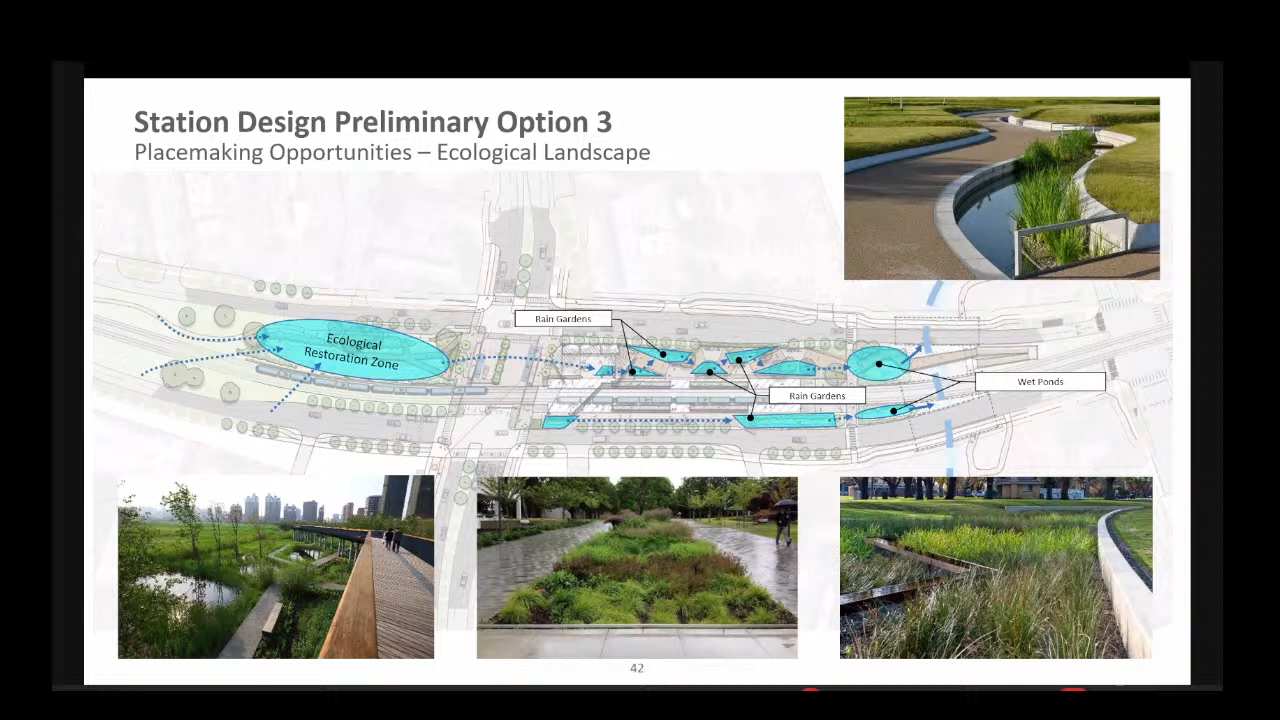 Station Design Preliminary Option 3
Placemaking Opportunities – Ecological Landscape
Rain Gardens
Ecological
Restoration Zone
Wet Ponds
Rain Gardens
42